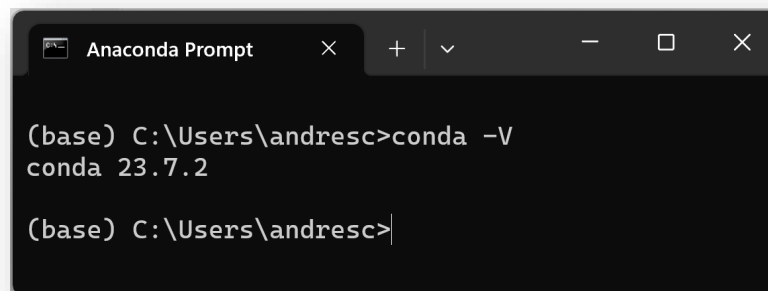 Anaconda Prompt
(base) C:\Users\andresc>conda -V
conda 23.7.2
(base) C:\Users\andresc>